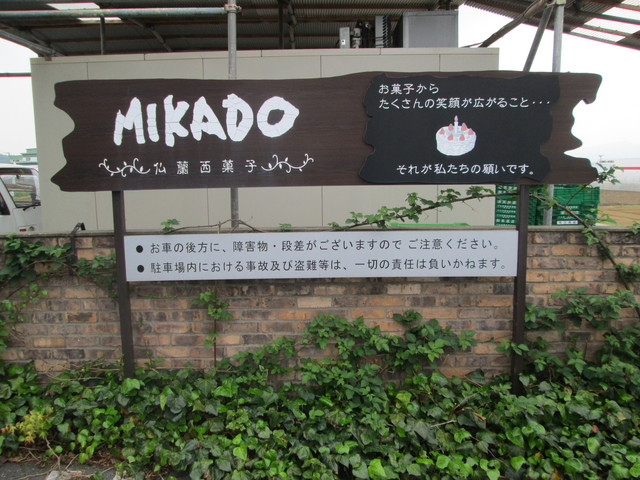 MIKADO
仏蘭西菓子
お菓子から
たくさんの笑顔が広がること・・・
それが私たちの願いです。
● お車の後方に、障害物・段差がございますので ご注意ください。
● 駐車場内における事故及び盗難等は、一切の責任は負いかねます。